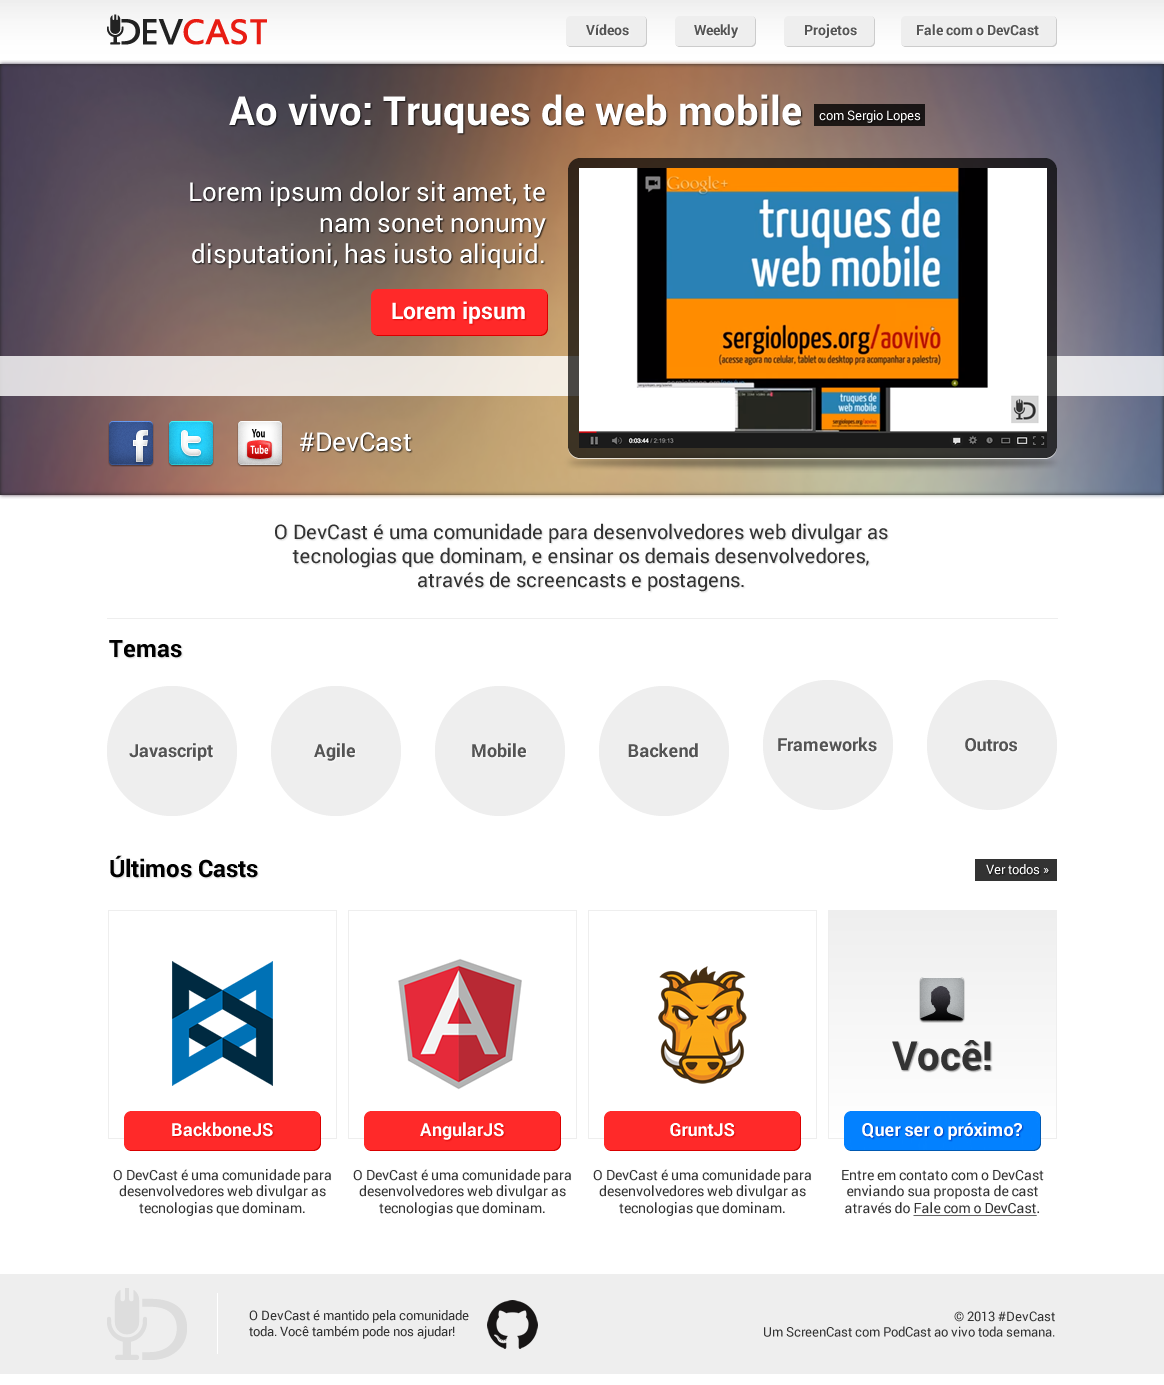 DEVCAST
Vídeos
Weekly
Projetos
Fale com o DevCast
Ao vivo: Truques de web mobile
com Sergio Lopes
Lorem ipsum dolor sit amet, te
nam sonet nonumy
disputationi, has iusto aliquid.
Lorem ipsum
Google+
truques de
web mobile
sergiolopes.org/aovivo
(acesse agora no celular, tablet ou desktop pra acompanhar a palestra)
truques de
web mobile
0:03:44 / 2:19:13
You
Tube
#DevCast
O DevCast é uma comunidade para desenvolvedores web divulgar as
tecnologias que dominam, e ensinar os demais desenvolvedores,
através de screencasts e postagens.
Temas
Javascript
Agile
Mobile
Backend
Frameworks
Outros
Últimos Casts
Ver todos »
Você!
BackboneJS
AngularJS
GruntJS
Quer ser o próximo?
O DevCast é uma comunidade para
desenvolvedores web divulgar as
tecnologias que dominam.
O DevCast é uma comunidade para
desenvolvedores web divulgar as
tecnologias que dominam.
O DevCast é uma comunidade para
desenvolvedores web divulgar as
tecnologias que dominam.
Entre em contato com o DevCast
enviando sua proposta de cast
através do Fale com o DevCast.
O DevCast é mantido pela comunidade
toda. Você também pode nos ajudar!
© 2013 #DevCast
Um ScreenCast com PodCast ao vivo toda semana.